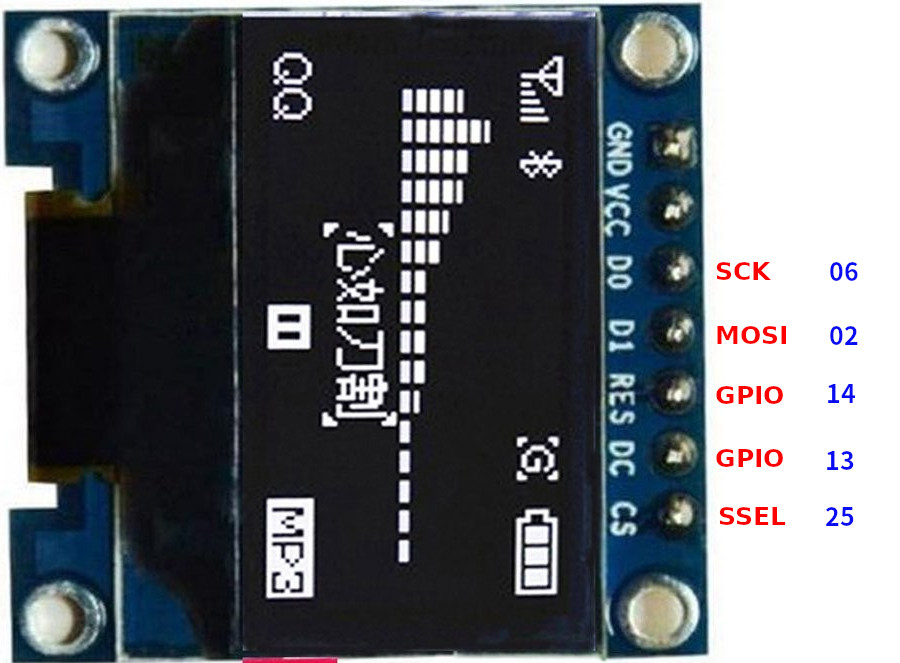 QQ
MP3
心如刀割
G
GND
VCC
D0 SCK 06
D1 MOSI 02
RES GPIO 14
DC GPIO 13
CS SSEL 25